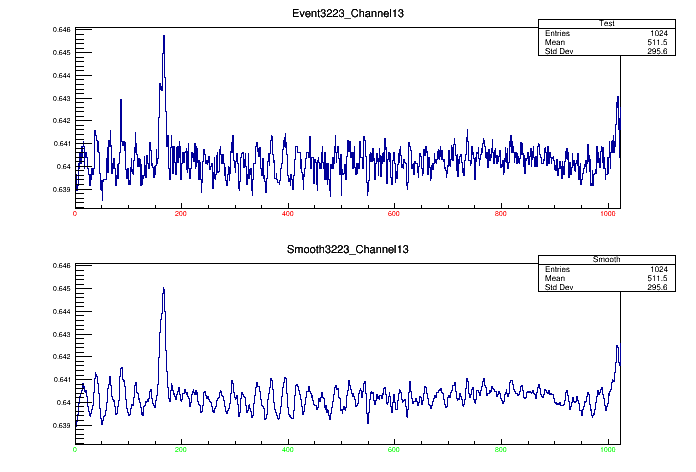 Event3223_Channel13
Test
Entries 1024
Mean 511.5
Std Dev 295.6
0.646
0.645
0.644
0.643
0.642
0.641
0.64
0.639
0 200 400 600 800 1000
Smooth3223_Channel13
Smooth
Entries 1024
Mean 511.5
Std Dev 295.6
0.646
0.645
0.644
0.643
0.642
0.641
0.64
0.639
0 200 400 600 800 1000